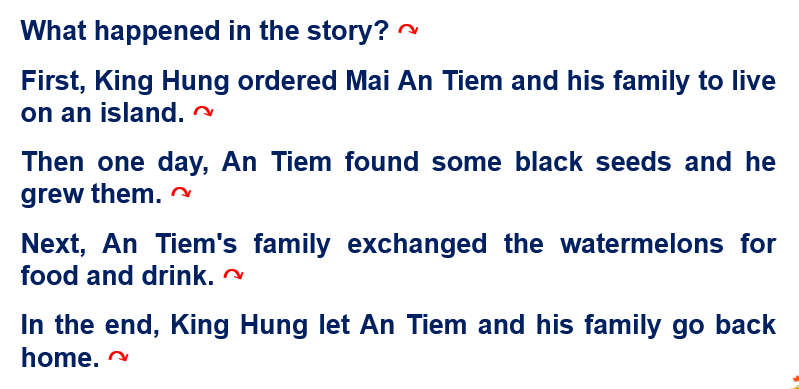 What happened in the story? ↷
First, King Hung ordered Mai An Tiem and his family to live
on an island. ↷
Then one day, An Tiem found some black seeds and he
grew them. ↷
Next, An Tiem's family exchanged the watermelons for
food and drink. ↷
In the end, King Hung let An Tiem and his family go back
home. ↷